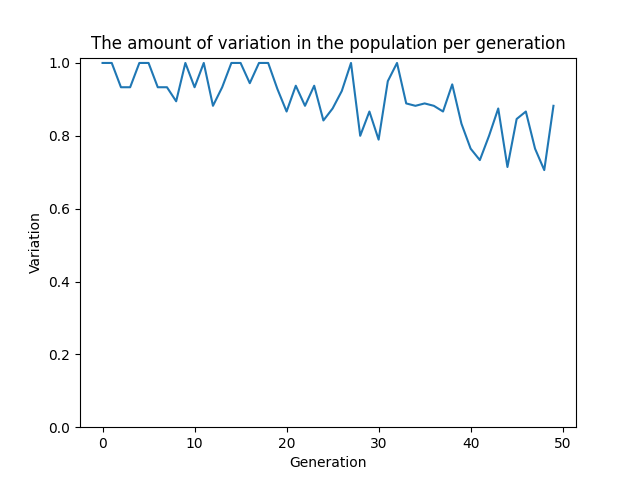 The amount of variation in the population per generation
1.0
0.8
0.6
0.4
0.2
0.0
Variation
0 10 20 30 40 50
Generation